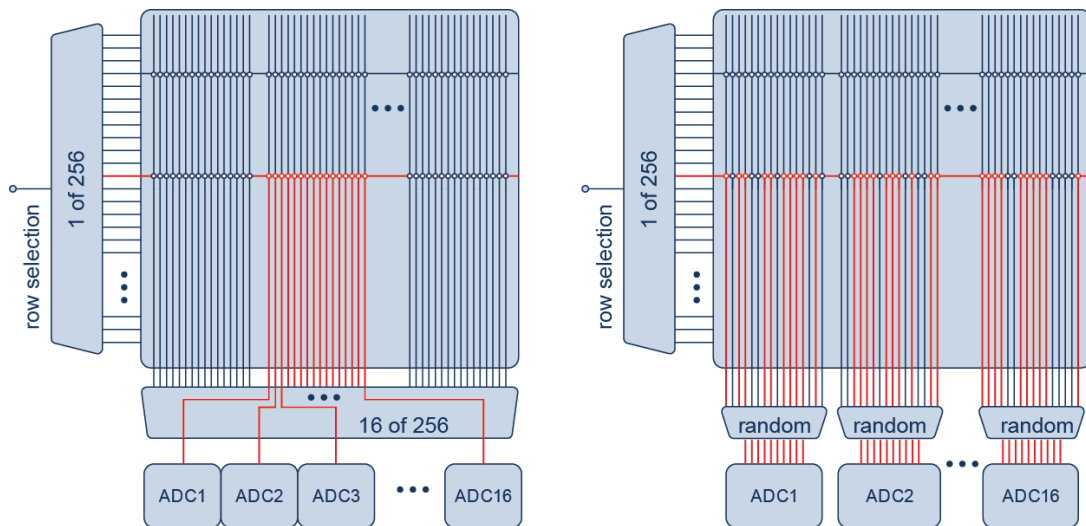 row selection
1 of 256
16 of 256
ADC1
ADC2
ADC3
ADC16
row selection
1 of 256
random
random
random
ADC1
ADC2
ADC16